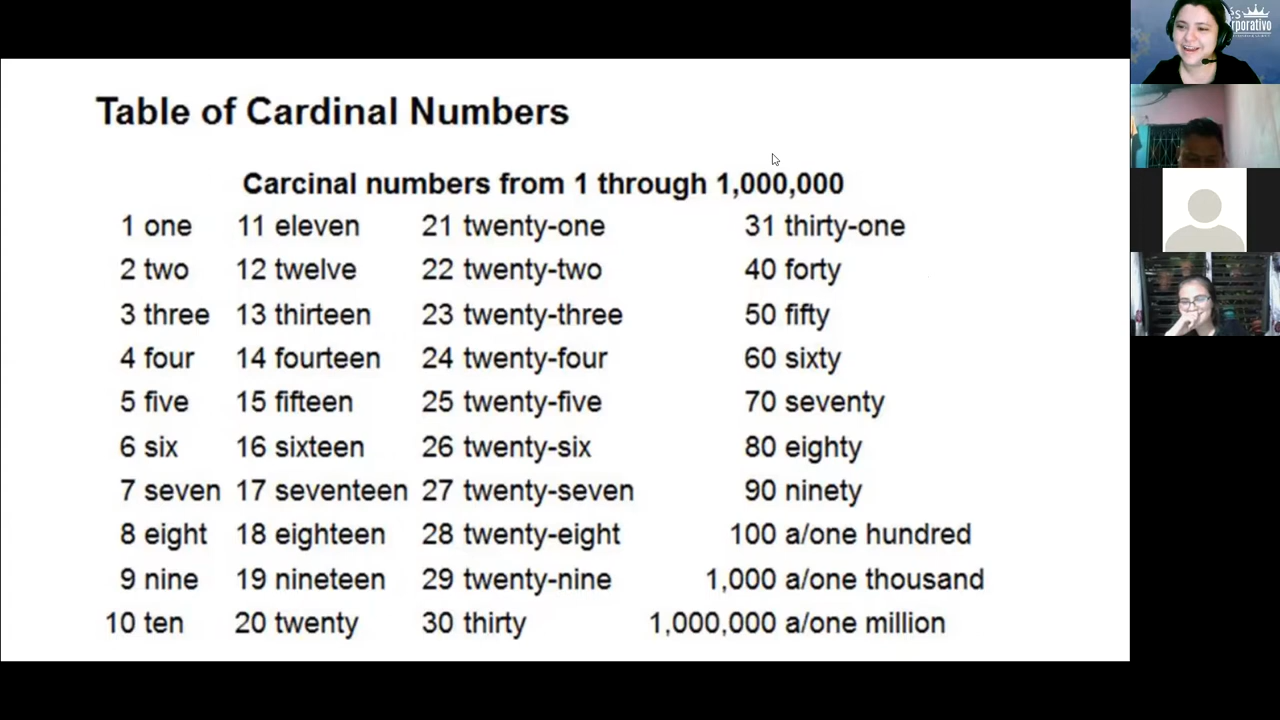 és
rporativo
Table of Cardinal Numbers
Carcinal numbers from 1 through 1,000,000
1 one 11 eleven 21 twenty-one 31 thirty-one
2 two 12 twelve 22 twenty-two 40 forty
3 three 13 thirteen 23 twenty-three 50 fifty
4 four 14 fourteen 24 twenty-four 60 sixty
5 five 15 fifteen 25 twenty-five 70 seventy
6 six 16 sixteen 26 twenty-six 80 eighty
7 seven 17 seventeen 27 twenty-seven 90 ninety
8 eight 18 eighteen 28 twenty-eight 100 a/one hundred
9 nine 19 nineteen 29 twenty-nine 1,000 a/one thousand
10 ten 20 twenty 30 thirty 1,000,000 a/one million